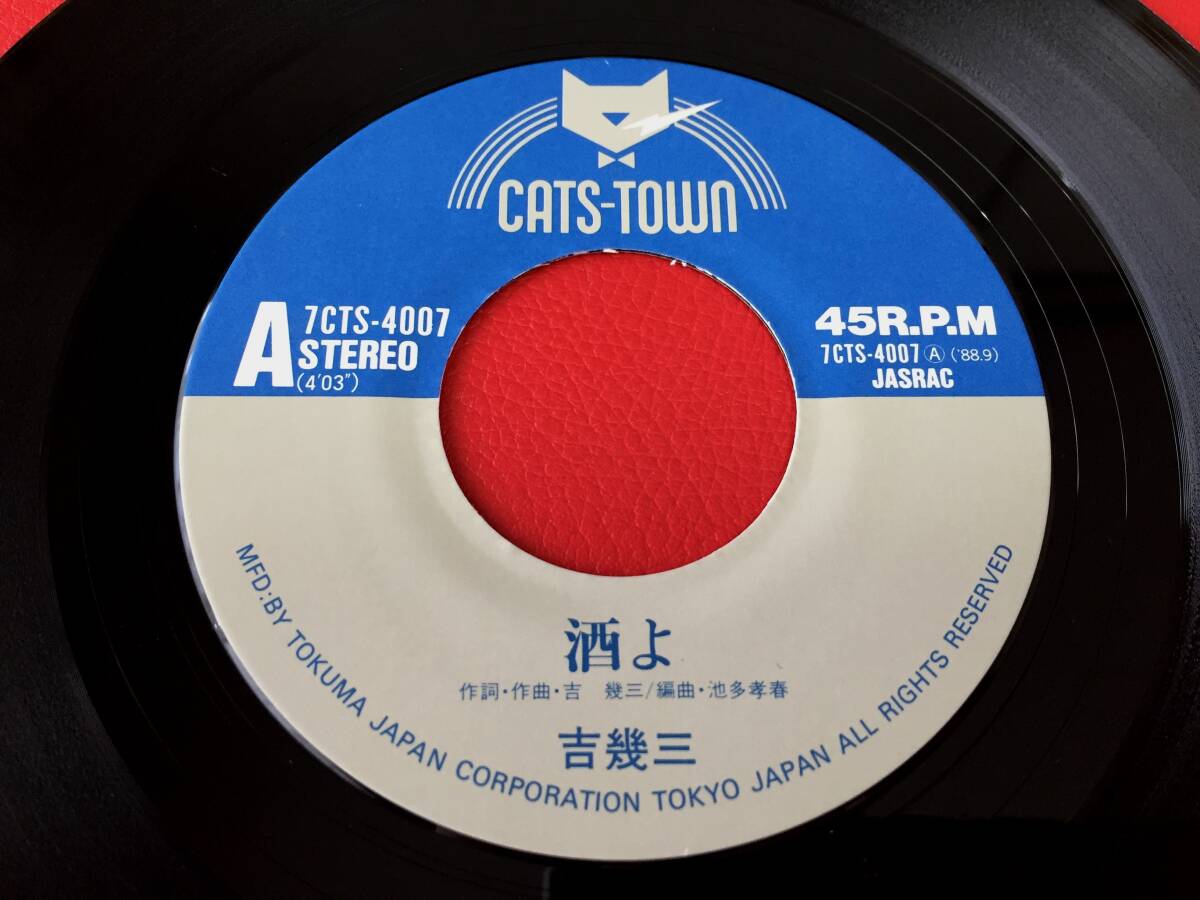 CATS-TOWN
A
7CTS-4007
STEREO
(4'03")
45R.P.M
7CTS-4007 Ⓐ ('88.9)
JASRAC
酒よ
作詞・作曲・吉 幾三/編曲・池多孝春
吉幾三
MFD:BY TOKUMA JAPAN CORPORATION TOKYO JAPAN ALL RIGHTS RESERVED